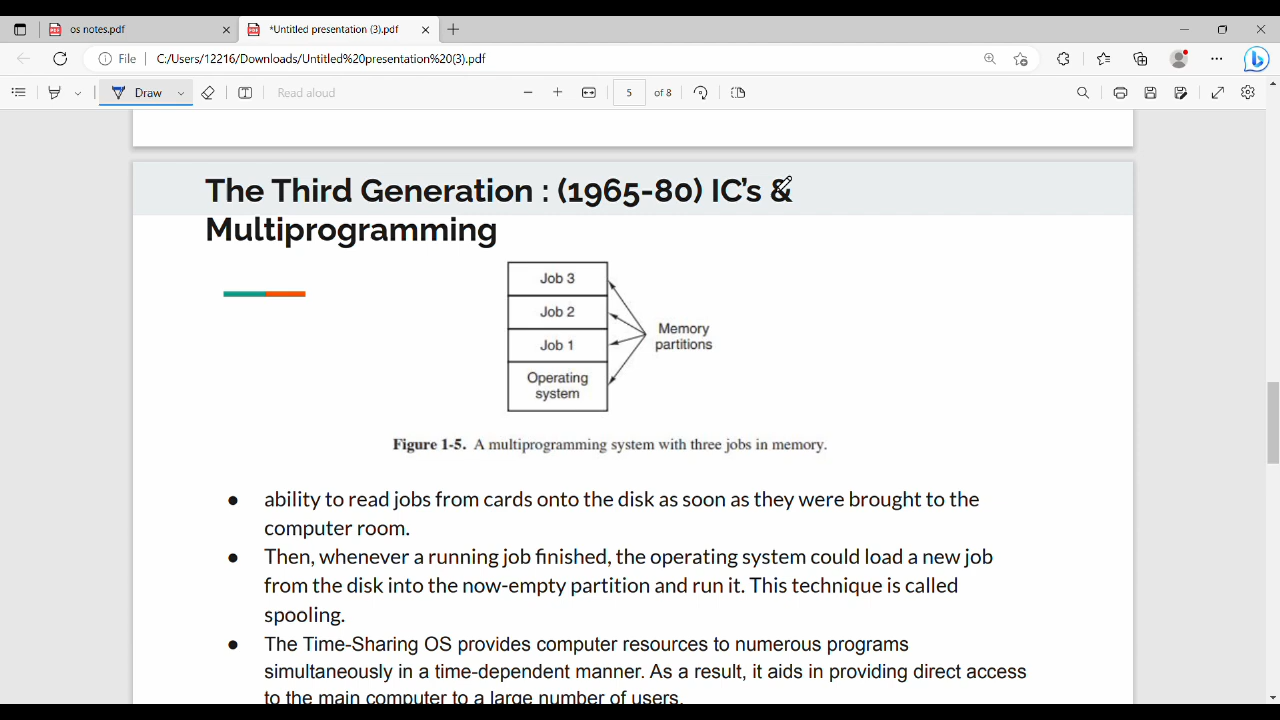 os notes.pdf
*Untitled presentation (3).pdf
File
C:/Users/12216/Downloads/Untitled%20presentation%20(3).pdf
Draw
Read aloud
5 of 8
The Third Generation : (1965-80) IC's &
Multiprogramming
Job 3
Job 2
Job 1
Operating
system
Memory
partitions
Figure 1-5. A multiprogramming system with three jobs in memory.
● ability to read jobs from cards onto the disk as soon as they were brought to the
computer room.
● Then, whenever a running job finished, the operating system could load a new job
from the disk into the now-empty partition and run it. This technique is called
spooling.
● The Time-Sharing OS provides computer resources to numerous programs
simultaneously in a time-dependent manner. As a result, it aids in providing direct access
to the main computer to a large number of users.